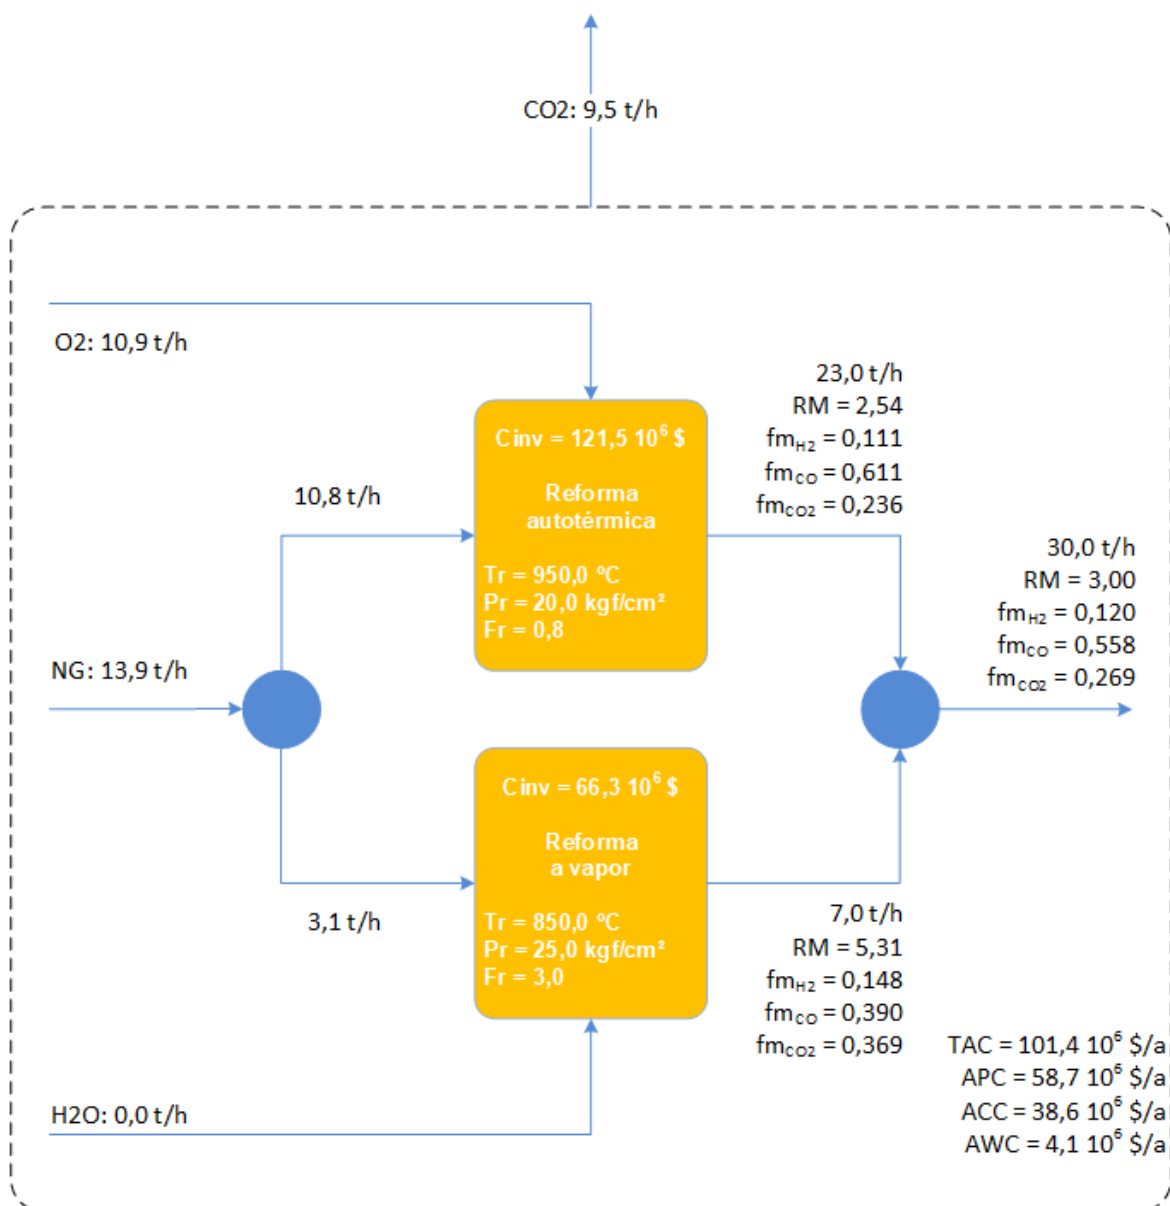 CO2: 9,5 t/h
O2: 10,9 t/h
Cinv = 121,5 10⁶ $
Reforma
autotérmica
Tr = 950,0 ºC
Pr = 20,0 kgf/cm²
Fr = 0,8
23,0 t/h
RM = 2,54
fmH2 = 0,111
fmCO = 0,611
fmCO2 = 0,236
10,8 t/h
30,0 t/h
RM = 3,00
fmH2 = 0,120
fmCO = 0,558
fmCO2 = 0,269
NG: 13,9 t/h
Cinv = 66,3 10⁶ $
Reforma
a vapor
Tr = 850,0 ºC
Pr = 25,0 kgf/cm²
Fr = 3,0
3,1 t/h
7,0 t/h
RM = 5,31
fmH2 = 0,148
fmCO = 0,390
fmCO2 = 0,369
H2O: 0,0 t/h
TAC = 101,4 10⁶ $/a
APC = 58,7 10⁶ $/a
ACC = 38,6 10⁶ $/a
AWC = 4,1 10⁶ $/a